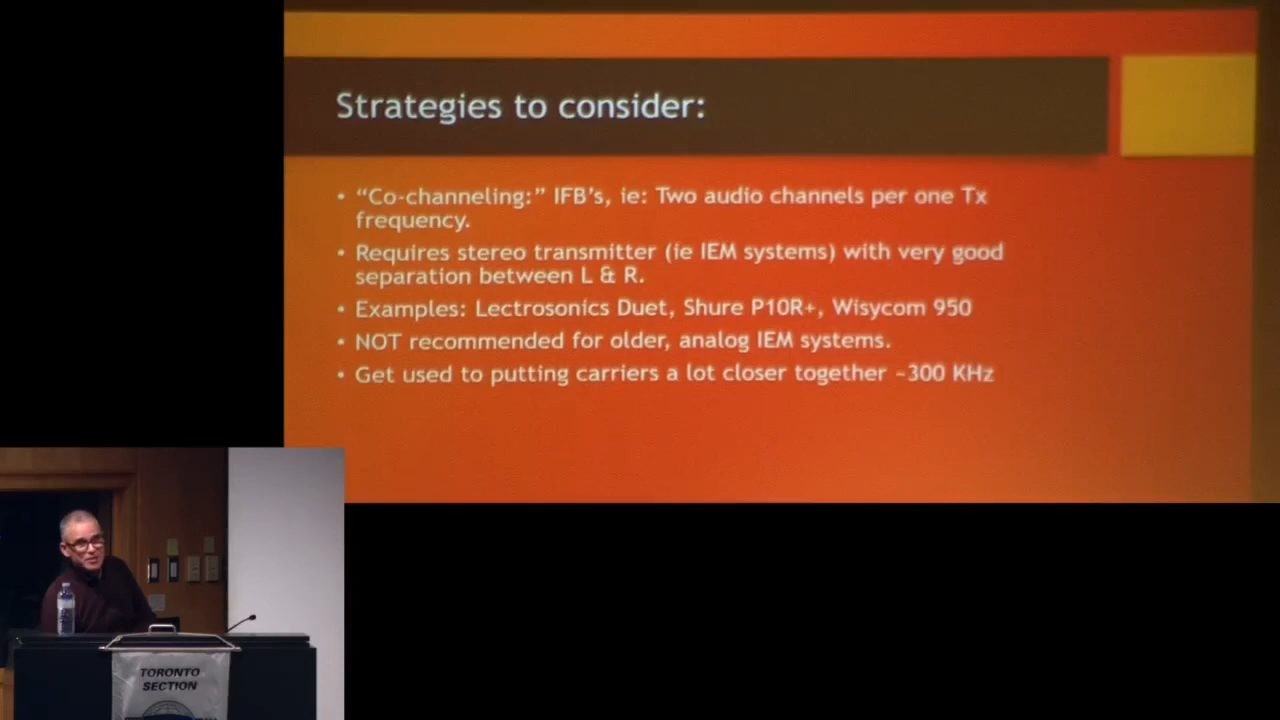 Strategies to consider:
• “Co-channeling:” IFB’s, ie: Two audio channels per one Tx
frequency.
• Requires stereo transmitter (ie IEM systems) with very good
separation between L & R.
• Examples: Lectrosonics Duet, Shure P10R+, Wisycom 950
• NOT recommended for older, analog IEM systems.
• Get used to putting carriers a lot closer together ~300 KHz
TORONTO
SECTION